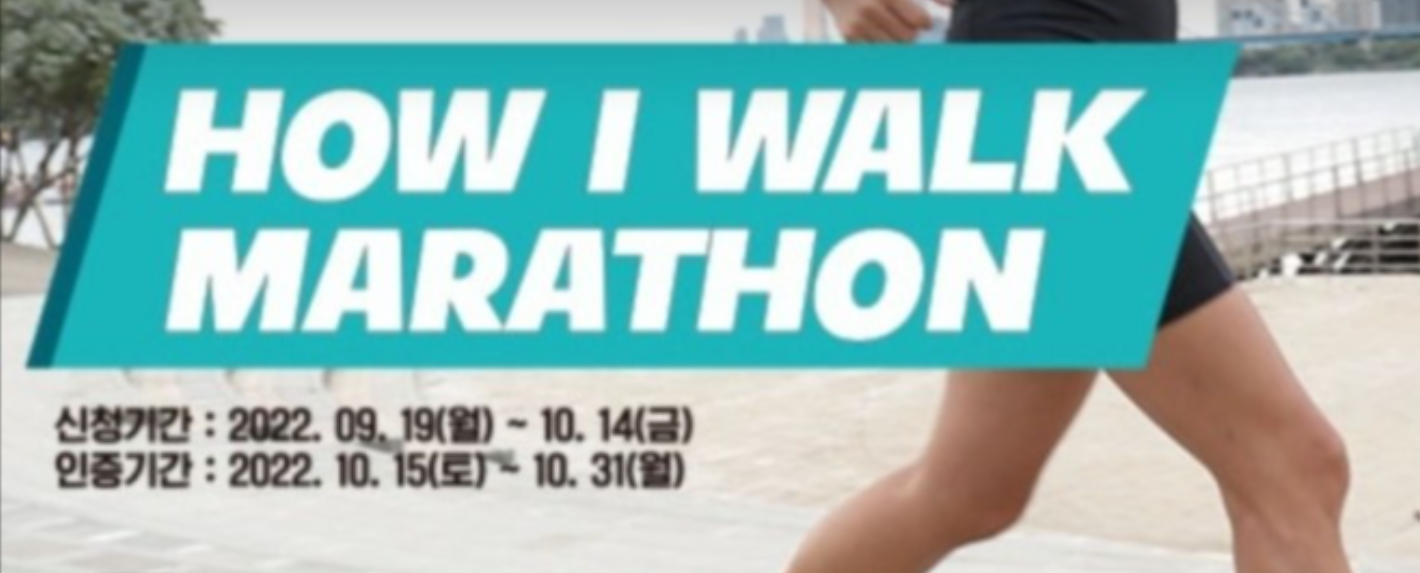 HOW I WALK
MARATHON
신청기간 : 2022. 09. 19(월) ~ 10. 14(금)
인증기간 : 2022. 10. 15(토) ~ 10. 31(월)